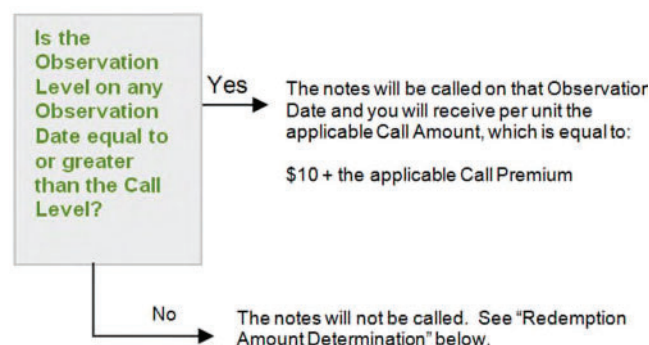 Is the
Observation
Level on any
Observation
Date equal to
or greater
than the Call
Level?
Yes
The notes will be called on that Observation
Date and you will receive per unit the
applicable Call Amount, which is equal to:
$10 + the applicable Call Premium
No
The notes will not be called. See “Redemption
Amount Determination” below.